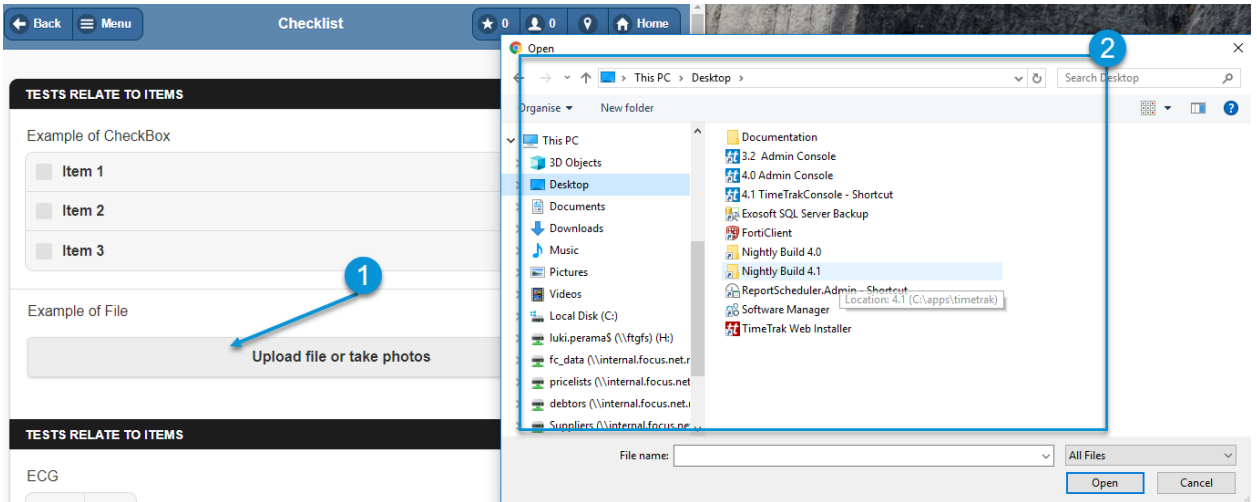 Back
Menu
Checklist
0
0
Home
TESTS RELATE TO ITEMS
Example of CheckBox
Item 1
Item 2
Item 3
1
Example of File
Upload file or take photos
TESTS RELATE TO ITEMS
ECG
Open
2
This PC > Desktop >
Search Desktop
Organise
New folder
This PC
3D Objects
Desktop
Documents
Downloads
Music
Pictures
Videos
Local Disk (C:)
luki.perama$ (\\ftgfs) (H:)
fc_data (\\internal.focus.net.r
pricelists (\\internal.focus.net
debtors (\\internal.focus.net.
Suppliers (\\internal.focus.ne
Documentation
3.2 Admin Console
4.0 Admin Console
4.1 TimeTrakConsole - Shortcut
Exosoft SQL Server Backup
FortiClient
Nightly Build 4.0
Nightly Build 4.1
ReportScheduler.Admin - Shortcut
Location: 4.1 (C:\apps\timetrak)
Software Manager
TimeTrak Web Installer
File name:
All Files
Open
Cancel